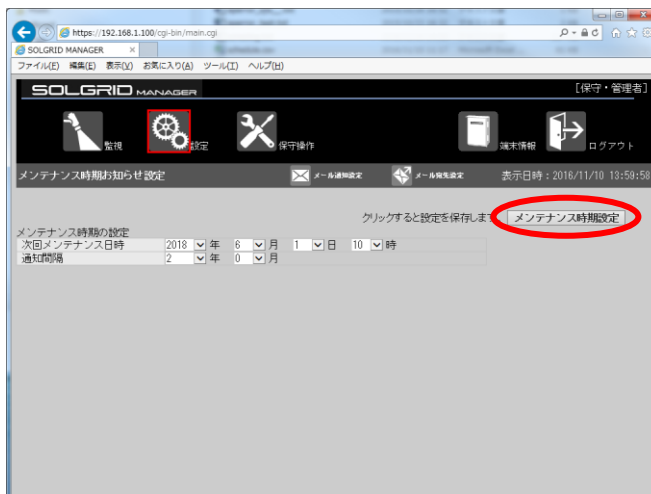 https://192.168.1.100/cgi-bin/main.cgi
SOLGRID MANAGER ×
ファイル(F) 編集(E) 表示(V) お気に入り(A) ツール(T) ヘルプ(H)
SOLGRID MANAGER [保守・管理者]
監視 設定 保守操作 端末情報 ログアウト
メンテナンス時期お知らせ設定 メール通知設定 メール宛先設定 表示日時:2016/11/10 13:59:58
クリックすると設定を保存します メンテナンス時期設定
メンテナンス時期の設定
次回メンテナンス日時 2018 年 6 月 1 日 10 時
通知間隔 2 年 0 月